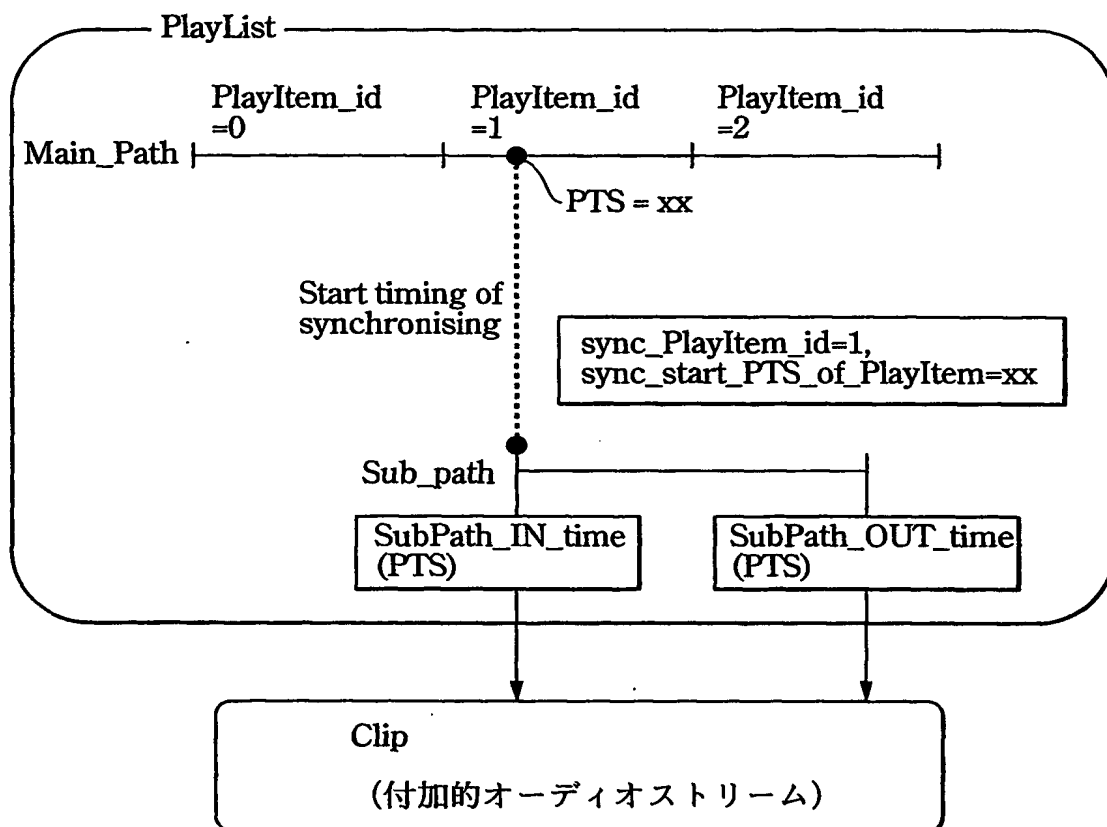 PlayList
PlayItem_id
=0
PlayItem_id
=1
PlayItem_id
=2
Main_Path
PTS = xx
Start timing of
synchronising
sync_PlayItem_id=1,
sync_start_PTS_of_PlayItem=xx
Sub_path
SubPath_IN_time
(PTS)
SubPath_OUT_time
(PTS)
Clip
(付加的オーディオストリーム)